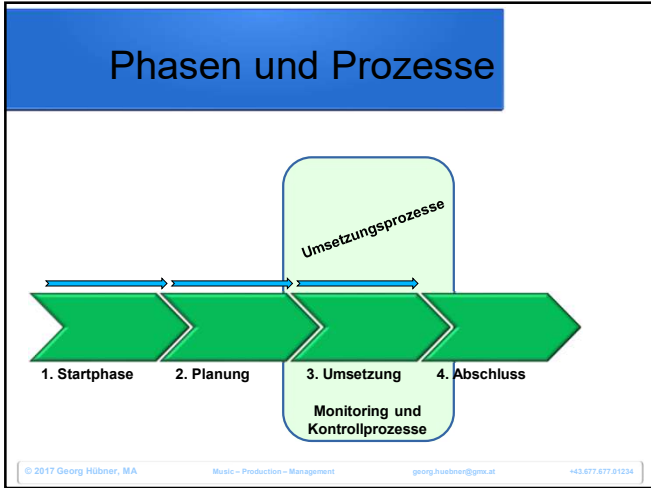 Phasen und Prozesse
Umsetzungsprozesse
1. Startphase
2. Planung
3. Umsetzung
4. Abschluss
Monitoring und
Kontrollprozesse
© 2017 Georg Hübner, MA
Music – Production – Management
georg.huebner@gmx.at
+43.677.677.01234